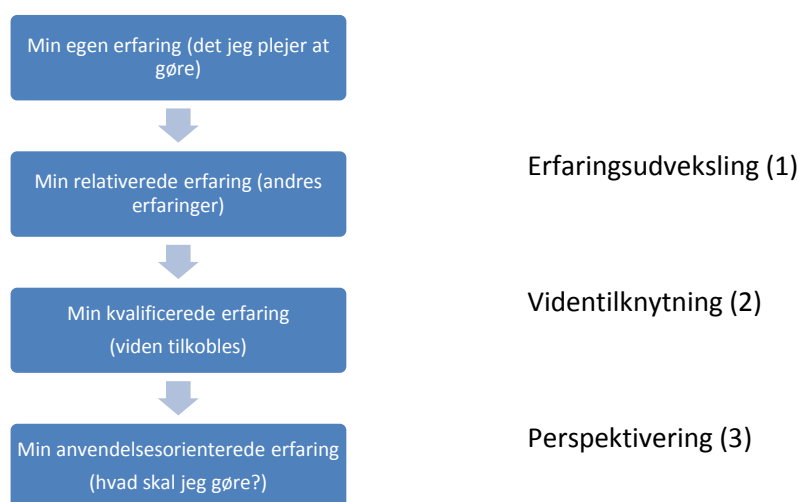 Min egen erfaring (det jeg plejer at
gøre)
Min relativerede erfaring (andres
erfaringer)
Erfaringsudveksling (1)
Min kvalificerede erfaring
(viden tilkobles)
Videntilknytning (2)
Min anvendelsesorienterede erfaring
(hvad skal jeg gøre?)
Perspektivering (3)